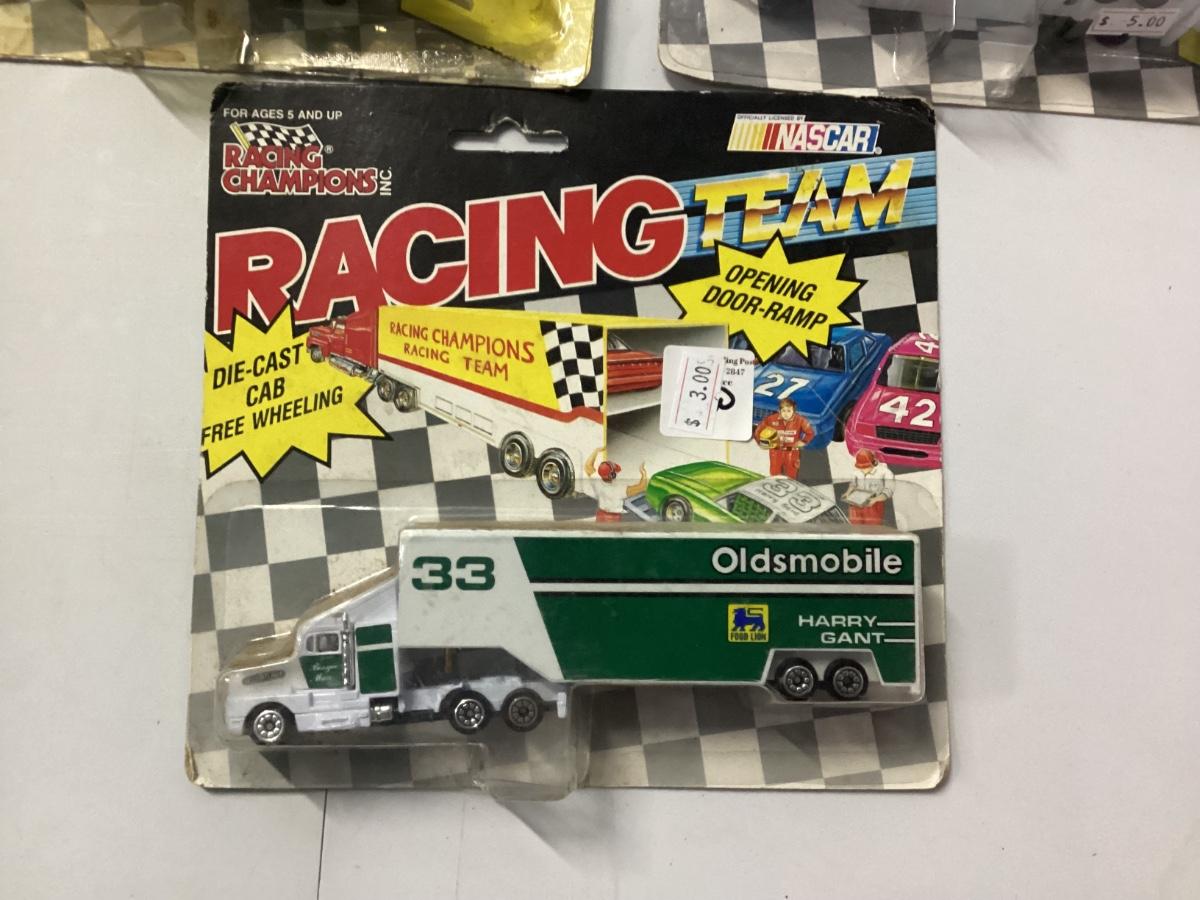 $ 5.00
FOR AGES 5 AND UP
RACING
CHAMPIONS®
INC.
OFFICIALLY LICENSED BY
NASCAR
RACING TEAM
OPENING
DOOR-RAMP
DIE-CAST
CAB
FREE WHEELING
RACING CHAMPIONS
RACING TEAM
$ 3.00
2847
27
42
42
33
33
Oldsmobile
FOOD LION
HARRY
GANT